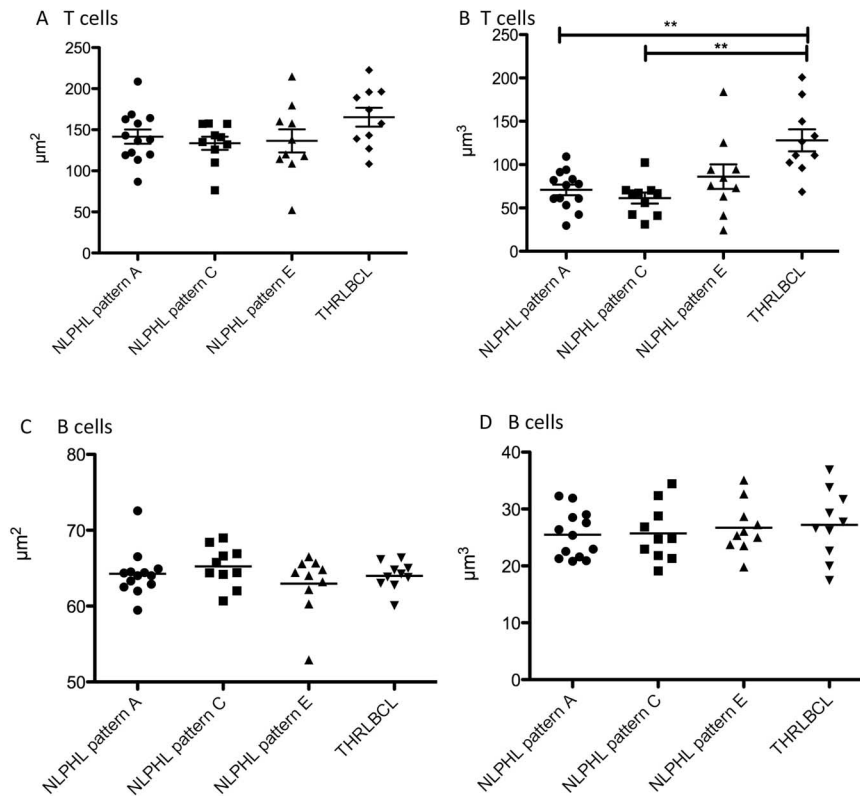 A T cells
µm2
250
200
150
100
50
0
NLPHL pattern A
NLPHL pattern C
NLPHL pattern E
THRLBCL
B T cells
**
**
µm3
250
200
150
100
50
0
NLPHL pattern A
NLPHL pattern C
NLPHL pattern E
THRLBCL
C B cells
µm2
80
70
60
50
NLPHL pattern A
NLPHL pattern C
NLPHL pattern E
THRLBCL
D B cells
µm3
40
30
20
10
0
NLPHL pattern A
NLPHL pattern C
NLPHL pattern E
THRLBCL